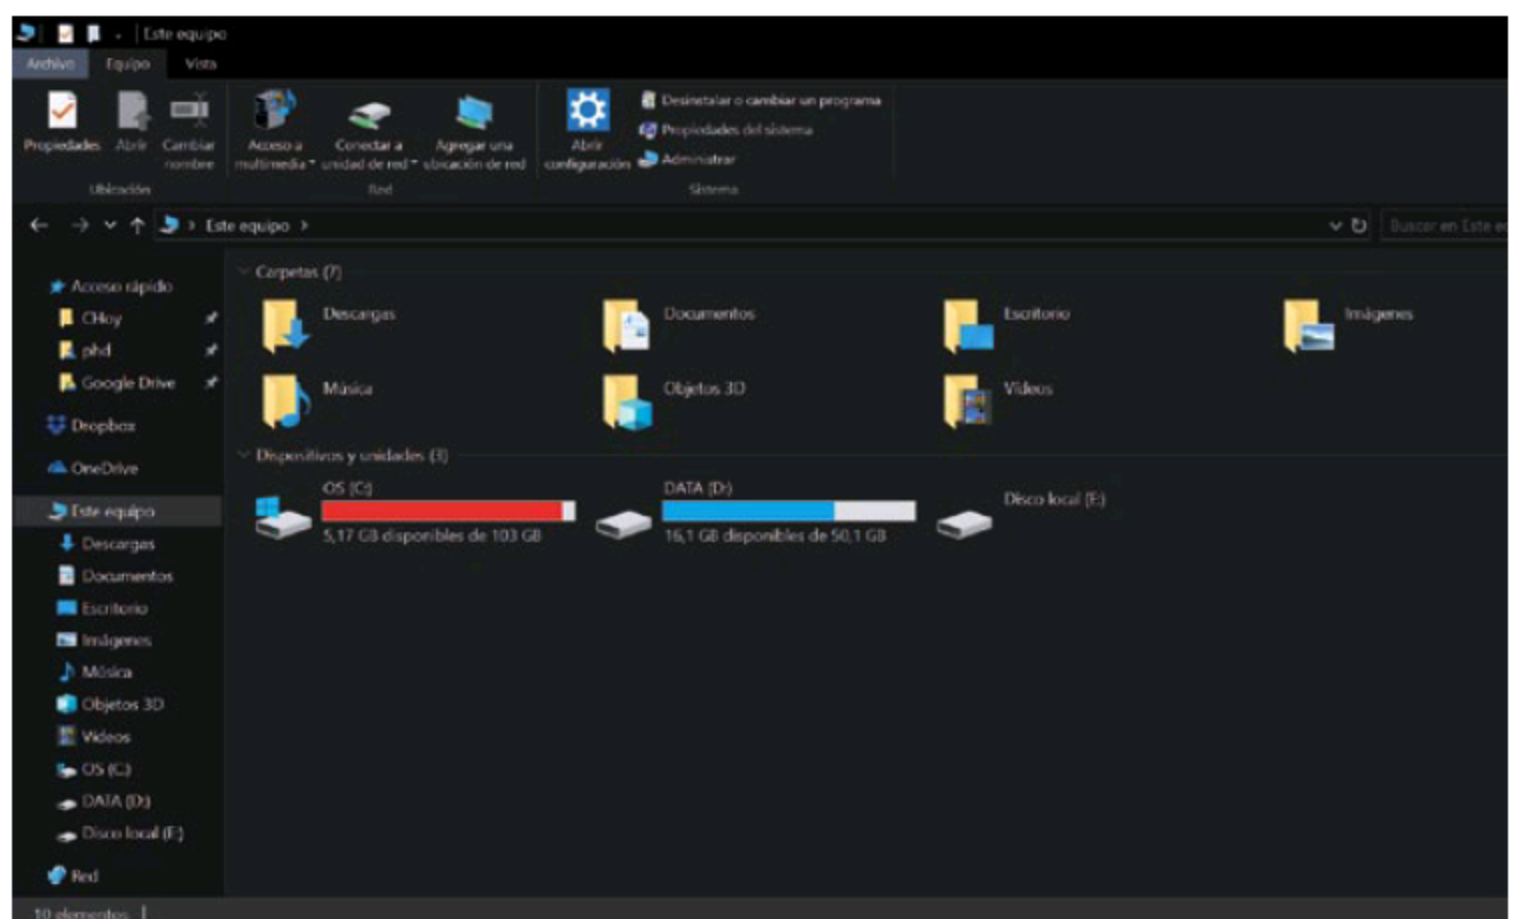 Este equipo
Archivo Equipo Vista
Propiedades Abrir Cambiar nombre
Acceso a multimedia Conectar a unidad de red Agregar una ubicación de red
Abrir configuración
Desinstalar o cambiar un programa
Propiedades del sistema
Administrar
Ubicación Red Sistema
Este equipo
Buscar en Este
Acceso rápido
CHoy
phd
Google Drive
Dropbox
OneDrive
Este equipo
Descargas
Documentos
Escritorio
Imágenes
Música
Objetos 3D
Vídeos
OS (C:)
DATA (D:)
Disco local (E:)
Red
Carpetas (7)
Descargas Documentos Escritorio Imágenes
Música Objetos 3D Vídeos
Dispositivos y unidades (3)
OS (C:)
5,17 GB disponibles de 103 GB
DATA (D:)
16,1 GB disponibles de 50,1 GB
Disco local (E:)
10 elementos